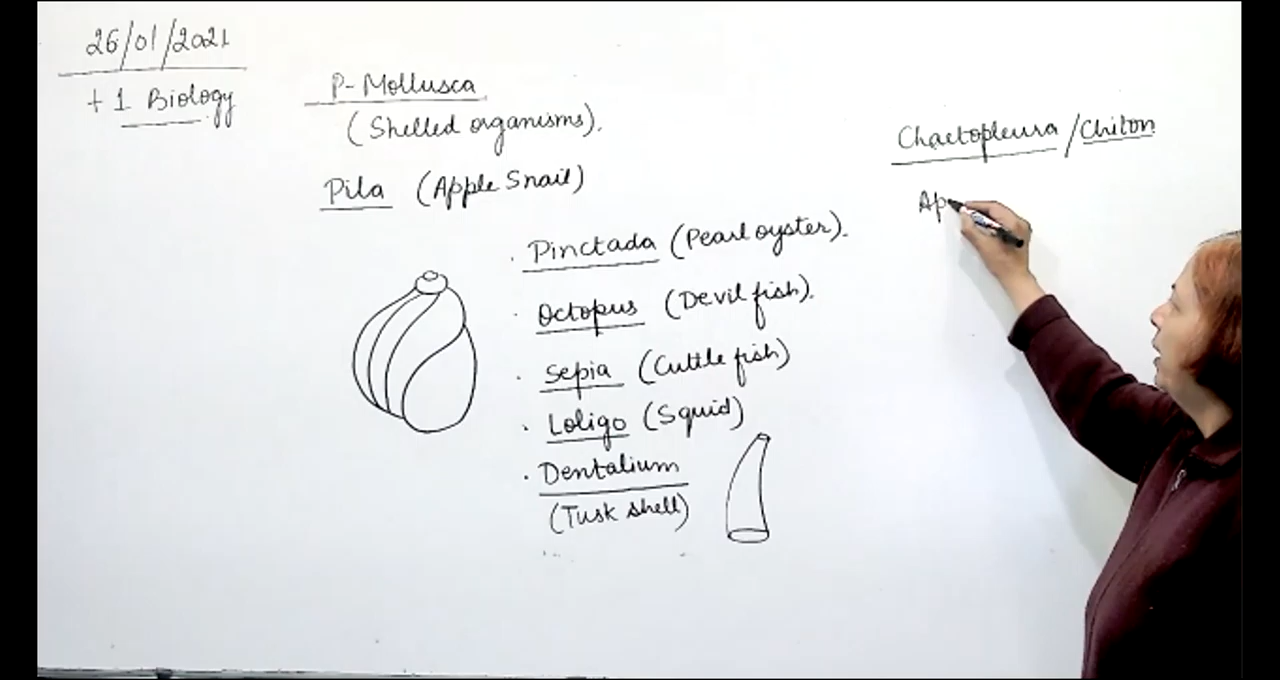 26/01/2021
+1 Biology
P- Mollusca
(Shelled organisms).
Pila (Apple Snail)
. Pinctada (Pearl oyster).
. Octopus (Devil fish).
. Sepia (Cuttle fish)
. Loligo (Squid)
. Dentalium
(Tusk shell)
Chaetopleura / Chiton
Ap